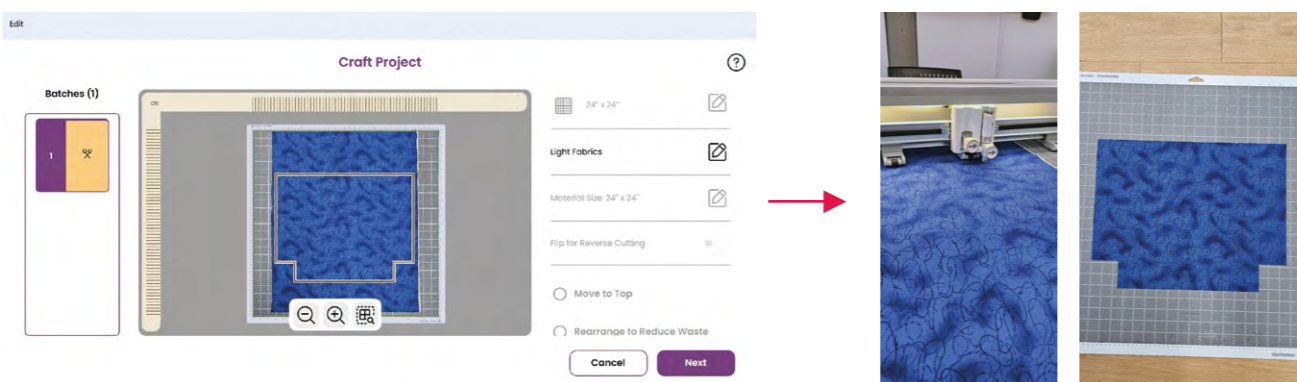 Edit
Craft Project
?
Batches (1)
cm
1
24" x 24"
Light Fabrics
Material Size 24" x 24"
Flip for Reverse Cutting
Move to Top
Rearrange to Reduce Waste
Cancel
Next